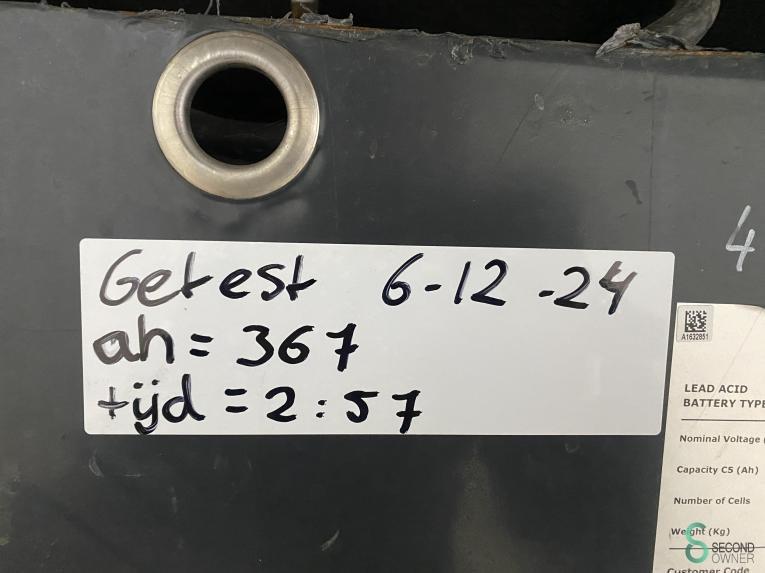 Getest 6-12-24
ah = 367
tijd = 2:57
4
A1632851
LEAD ACID
BATTERY TYPE
Nominal Voltage (
Capacity C5 (Ah)
Number of Cells
Weight (Kg)
Customer Code
SECOND
OWNER